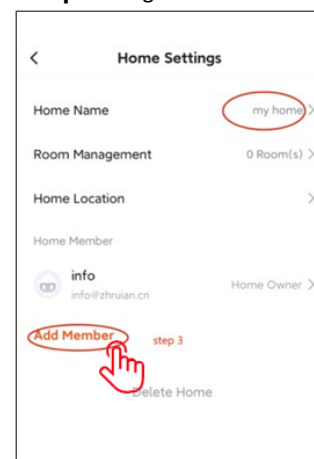 Home Settings
Home Name my home
Room Management 0 Room(s)
Home Location
Home Member
info
info@zhruian.cn Home Owner
Add Member step 3
Delete Home